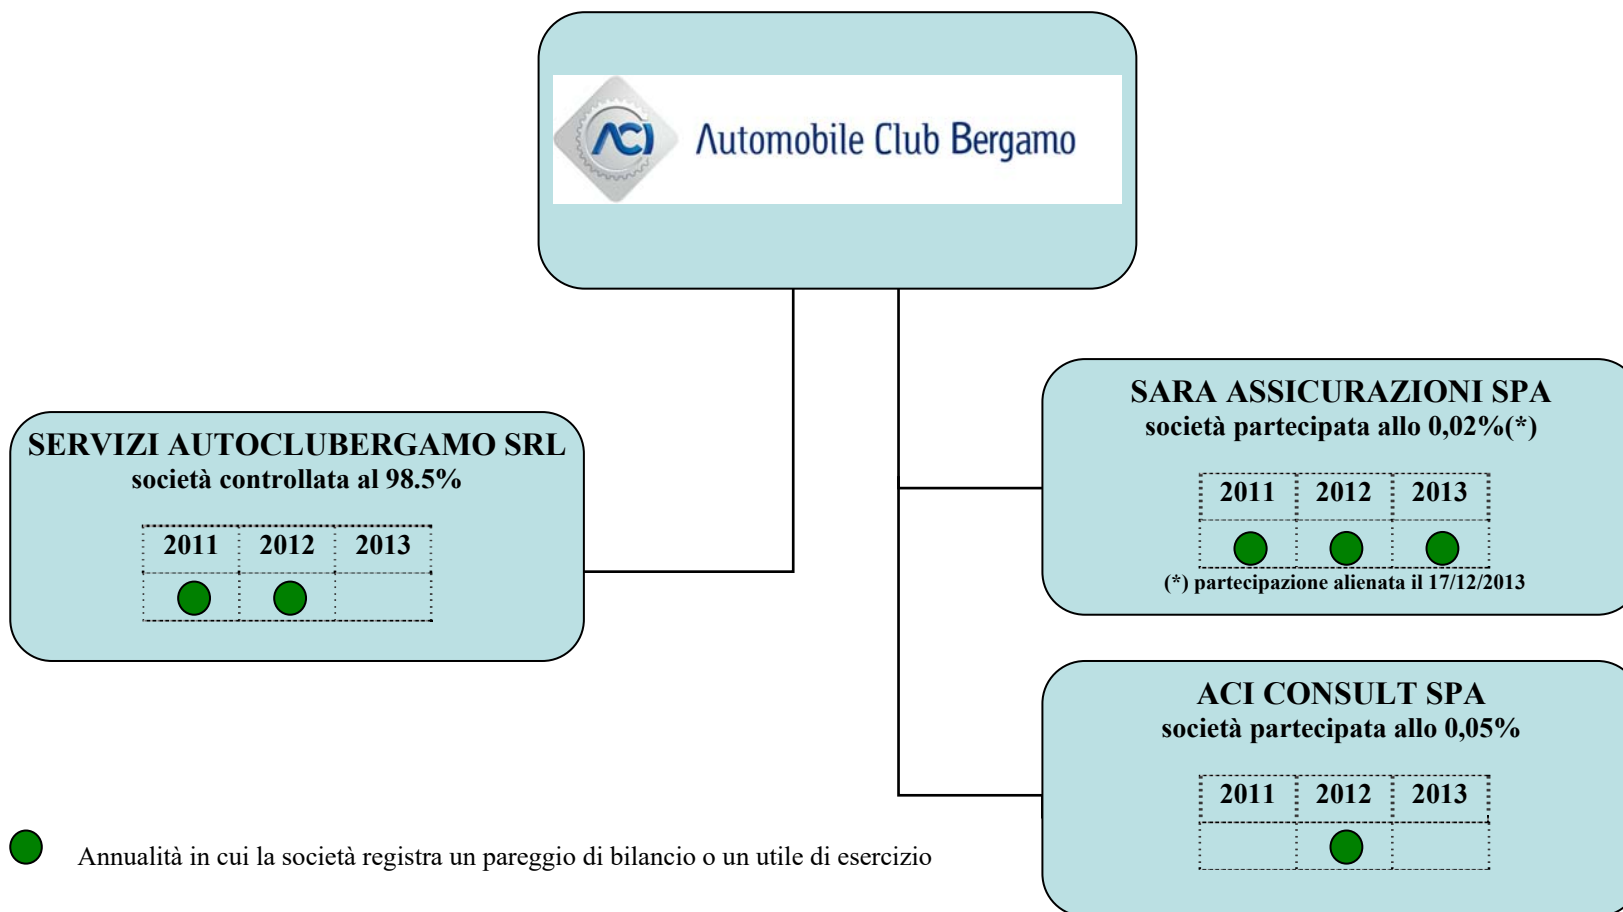 ACI Automobile Club Bergamo
SERVIZI AUTOCLUBERGAMO SRL
società controllata al 98.5%
2011 2012 2013
SARA ASSICURAZIONI SPA
società partecipata allo 0,02%(*)
2011 2012 2013
(*) partecipazione alienata il 17/12/2013
ACI CONSULT SPA
società partecipata allo 0,05%
2011 2012 2013
Annualità in cui la società registra un pareggio di bilancio o un utile di esercizio